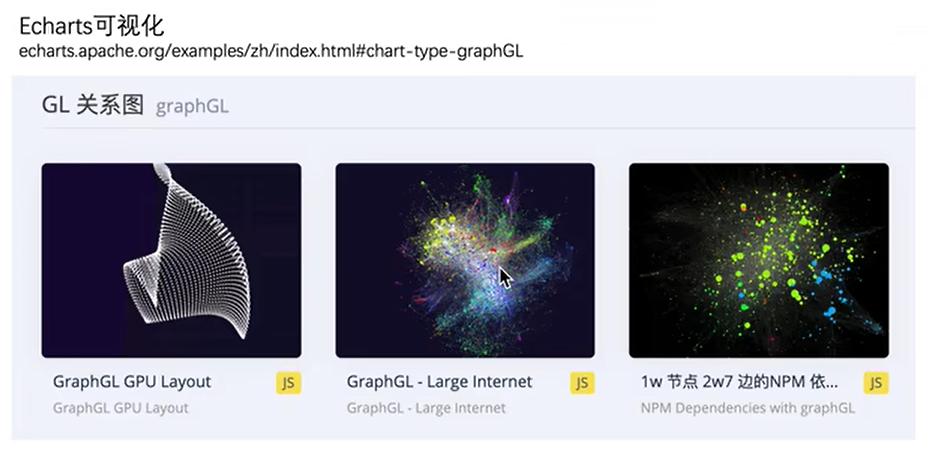 Echarts可视化
echarts.apache.org/examples/zh/index.html#chart-type-graphGL
GL 关系图 graphGL
GraphGL GPU Layout JS
GraphGL GPU Layout
GraphGL - Large Internet JS
GraphGL - Large Internet
1w 节点 2w7 边的NPM 依... JS
NPM Dependencies with graphGL